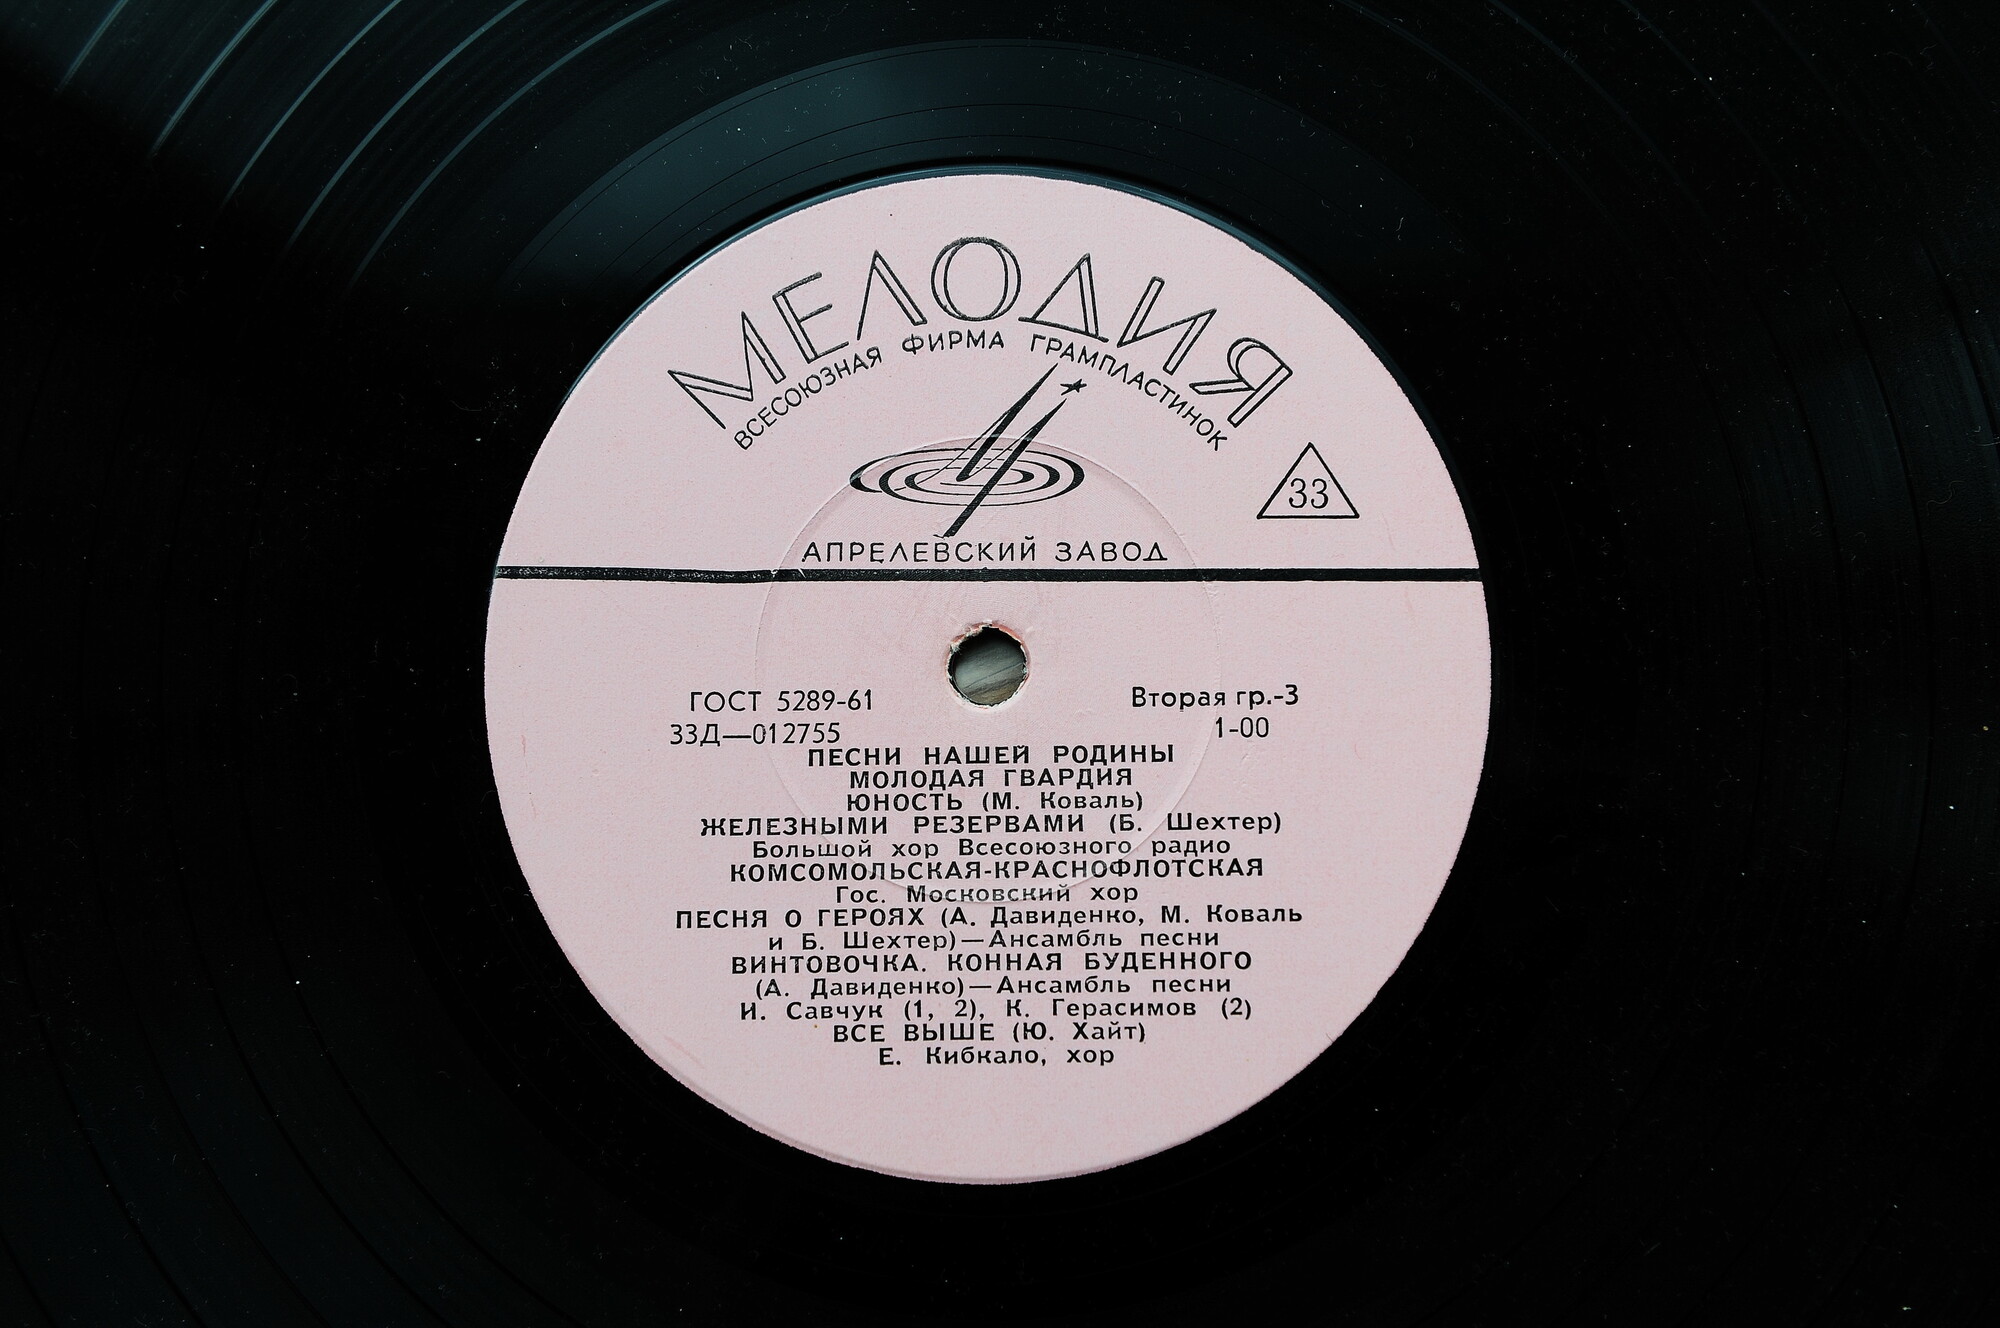 МЕЛОДИЯ
ВСЕСОЮЗНАЯ ФИРМА ГРАМПЛАСТИНОК
33
АПРЕЛЕВСКИЙ ЗАВОД
ГОСТ 5289-61 Вторая гр.-3
33Д—012755 1-00
ПЕСНИ НАШЕЙ РОДИНЫ
МОЛОДАЯ ГВАРДИЯ
ЮНОСТЬ (М. Коваль)
ЖЕЛЕЗНЫМИ РЕЗЕРВАМИ (Б. Шехтер)
Большой хор Всесоюзного радио
КОМСОМОЛЬСКАЯ-КРАСНОФЛОТСКАЯ
Гос. Московский хор
ПЕСНЯ О ГЕРОЯХ (А. Давиденко, М. Коваль
и Б. Шехтер)—Ансамбль песни
ВИНТОВОЧКА. КОННАЯ БУДЕННОГО
(А. Давиденко)—Ансамбль песни
И. Савчук (1, 2), К. Герасимов (2)
ВСЕ ВЫШЕ (Ю. Хайт)
Е. Кибкало, хор